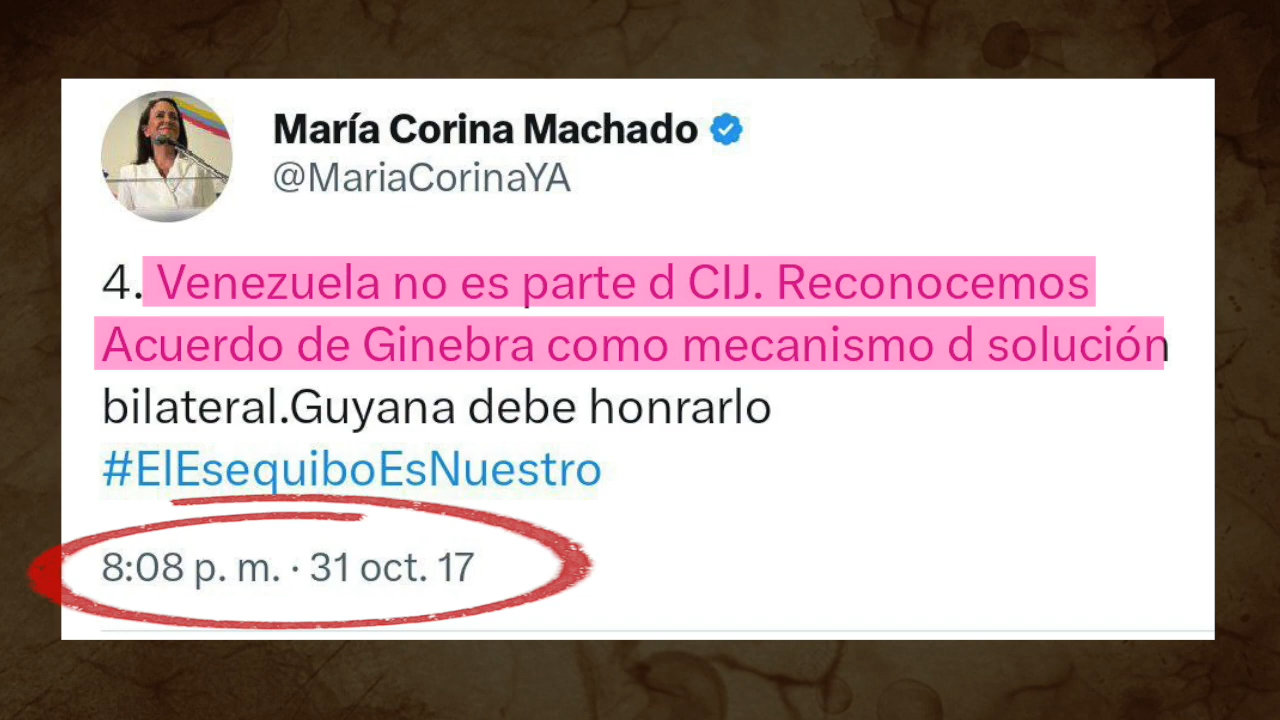 María Corina Machado
@MariaCorinaYA
4. Venezuela no es parte d CIJ. Reconocemos
Acuerdo de Ginebra como mecanismo d solución
bilateral.Guyana debe honrarlo
#ElEsequiboEsNuestro
8:08 p. m. · 31 oct. 17